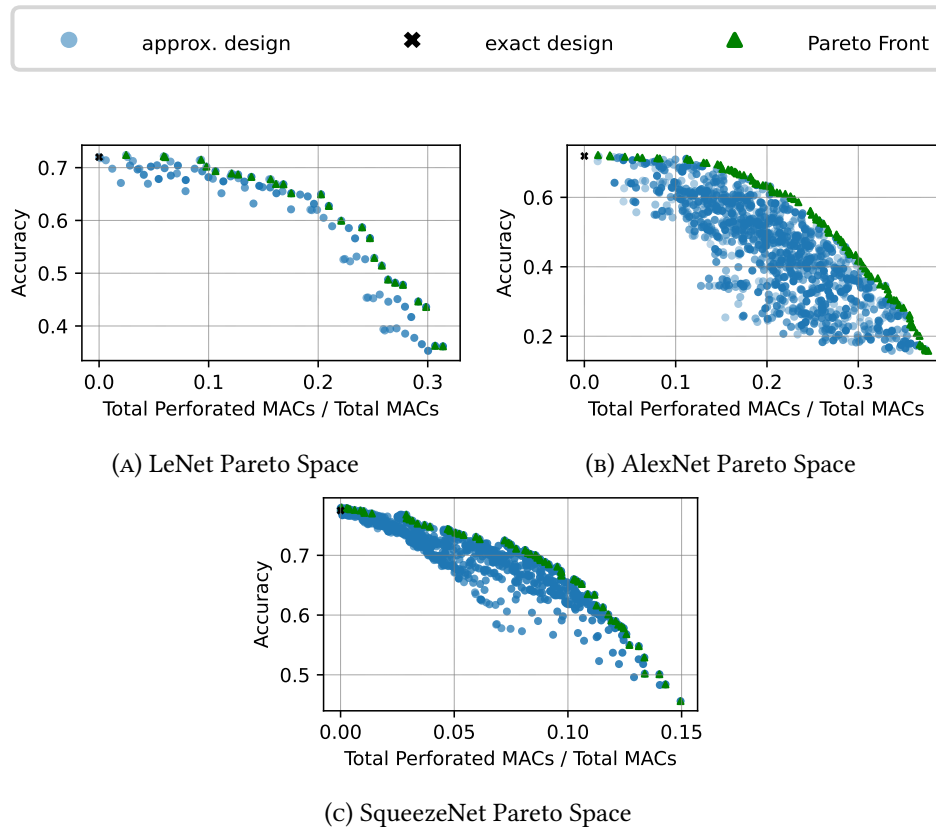 approx. design exact design Pareto Front
0.7
0.6
0.5
0.4
Accuracy
0.0 0.1 0.2 0.3
Total Perforated MACs / Total MACs
(A) LeNet Pareto Space
0.6
0.4
0.2
Accuracy
0.0 0.1 0.2 0.3
Total Perforated MACs / Total MACs
(B) AlexNet Pareto Space
0.7
0.6
0.5
Accuracy
0.00 0.05 0.10 0.15
Total Perforated MACs / Total MACs
(C) SqueezeNet Pareto Space